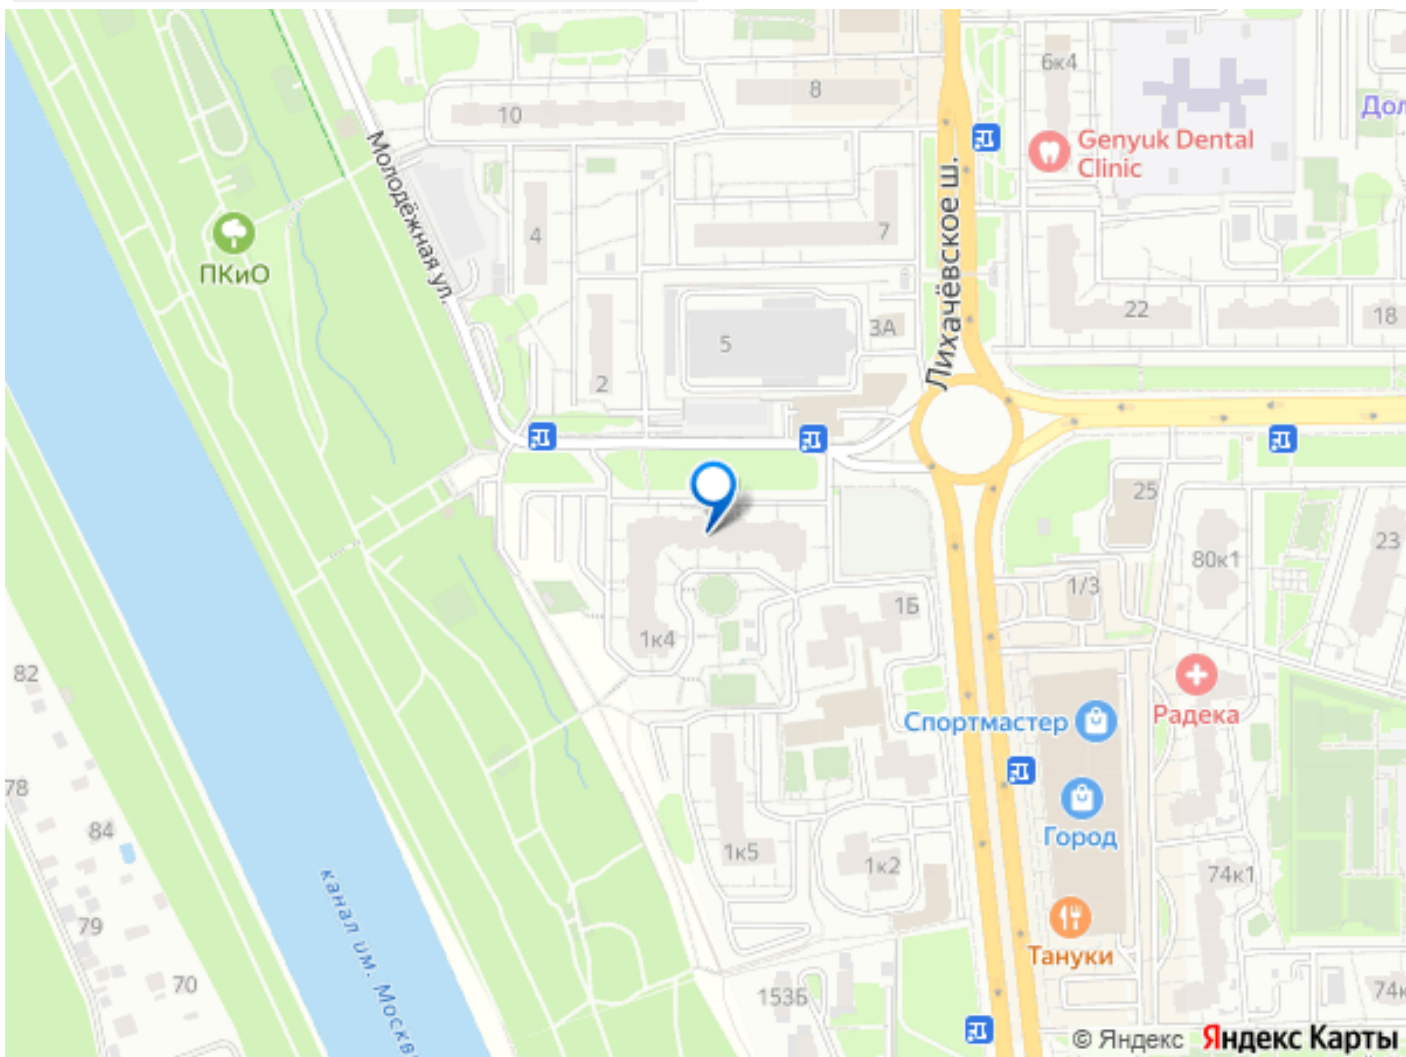 6к4
8
10
Дол
Genyuk Dental
Clinic
Молодёжная ул.
Лихачёвское ш.
4
7
ПКиО
22
18
3А
5
2
25
23
80к1
1/3
1Б
1к4
82
Радека
Спортмастер
78
84
Город
1к5
1к2
74к1
канал им. Москв
79
Тануки
70
153Б
74к
© Яндекс Яндекс Карты